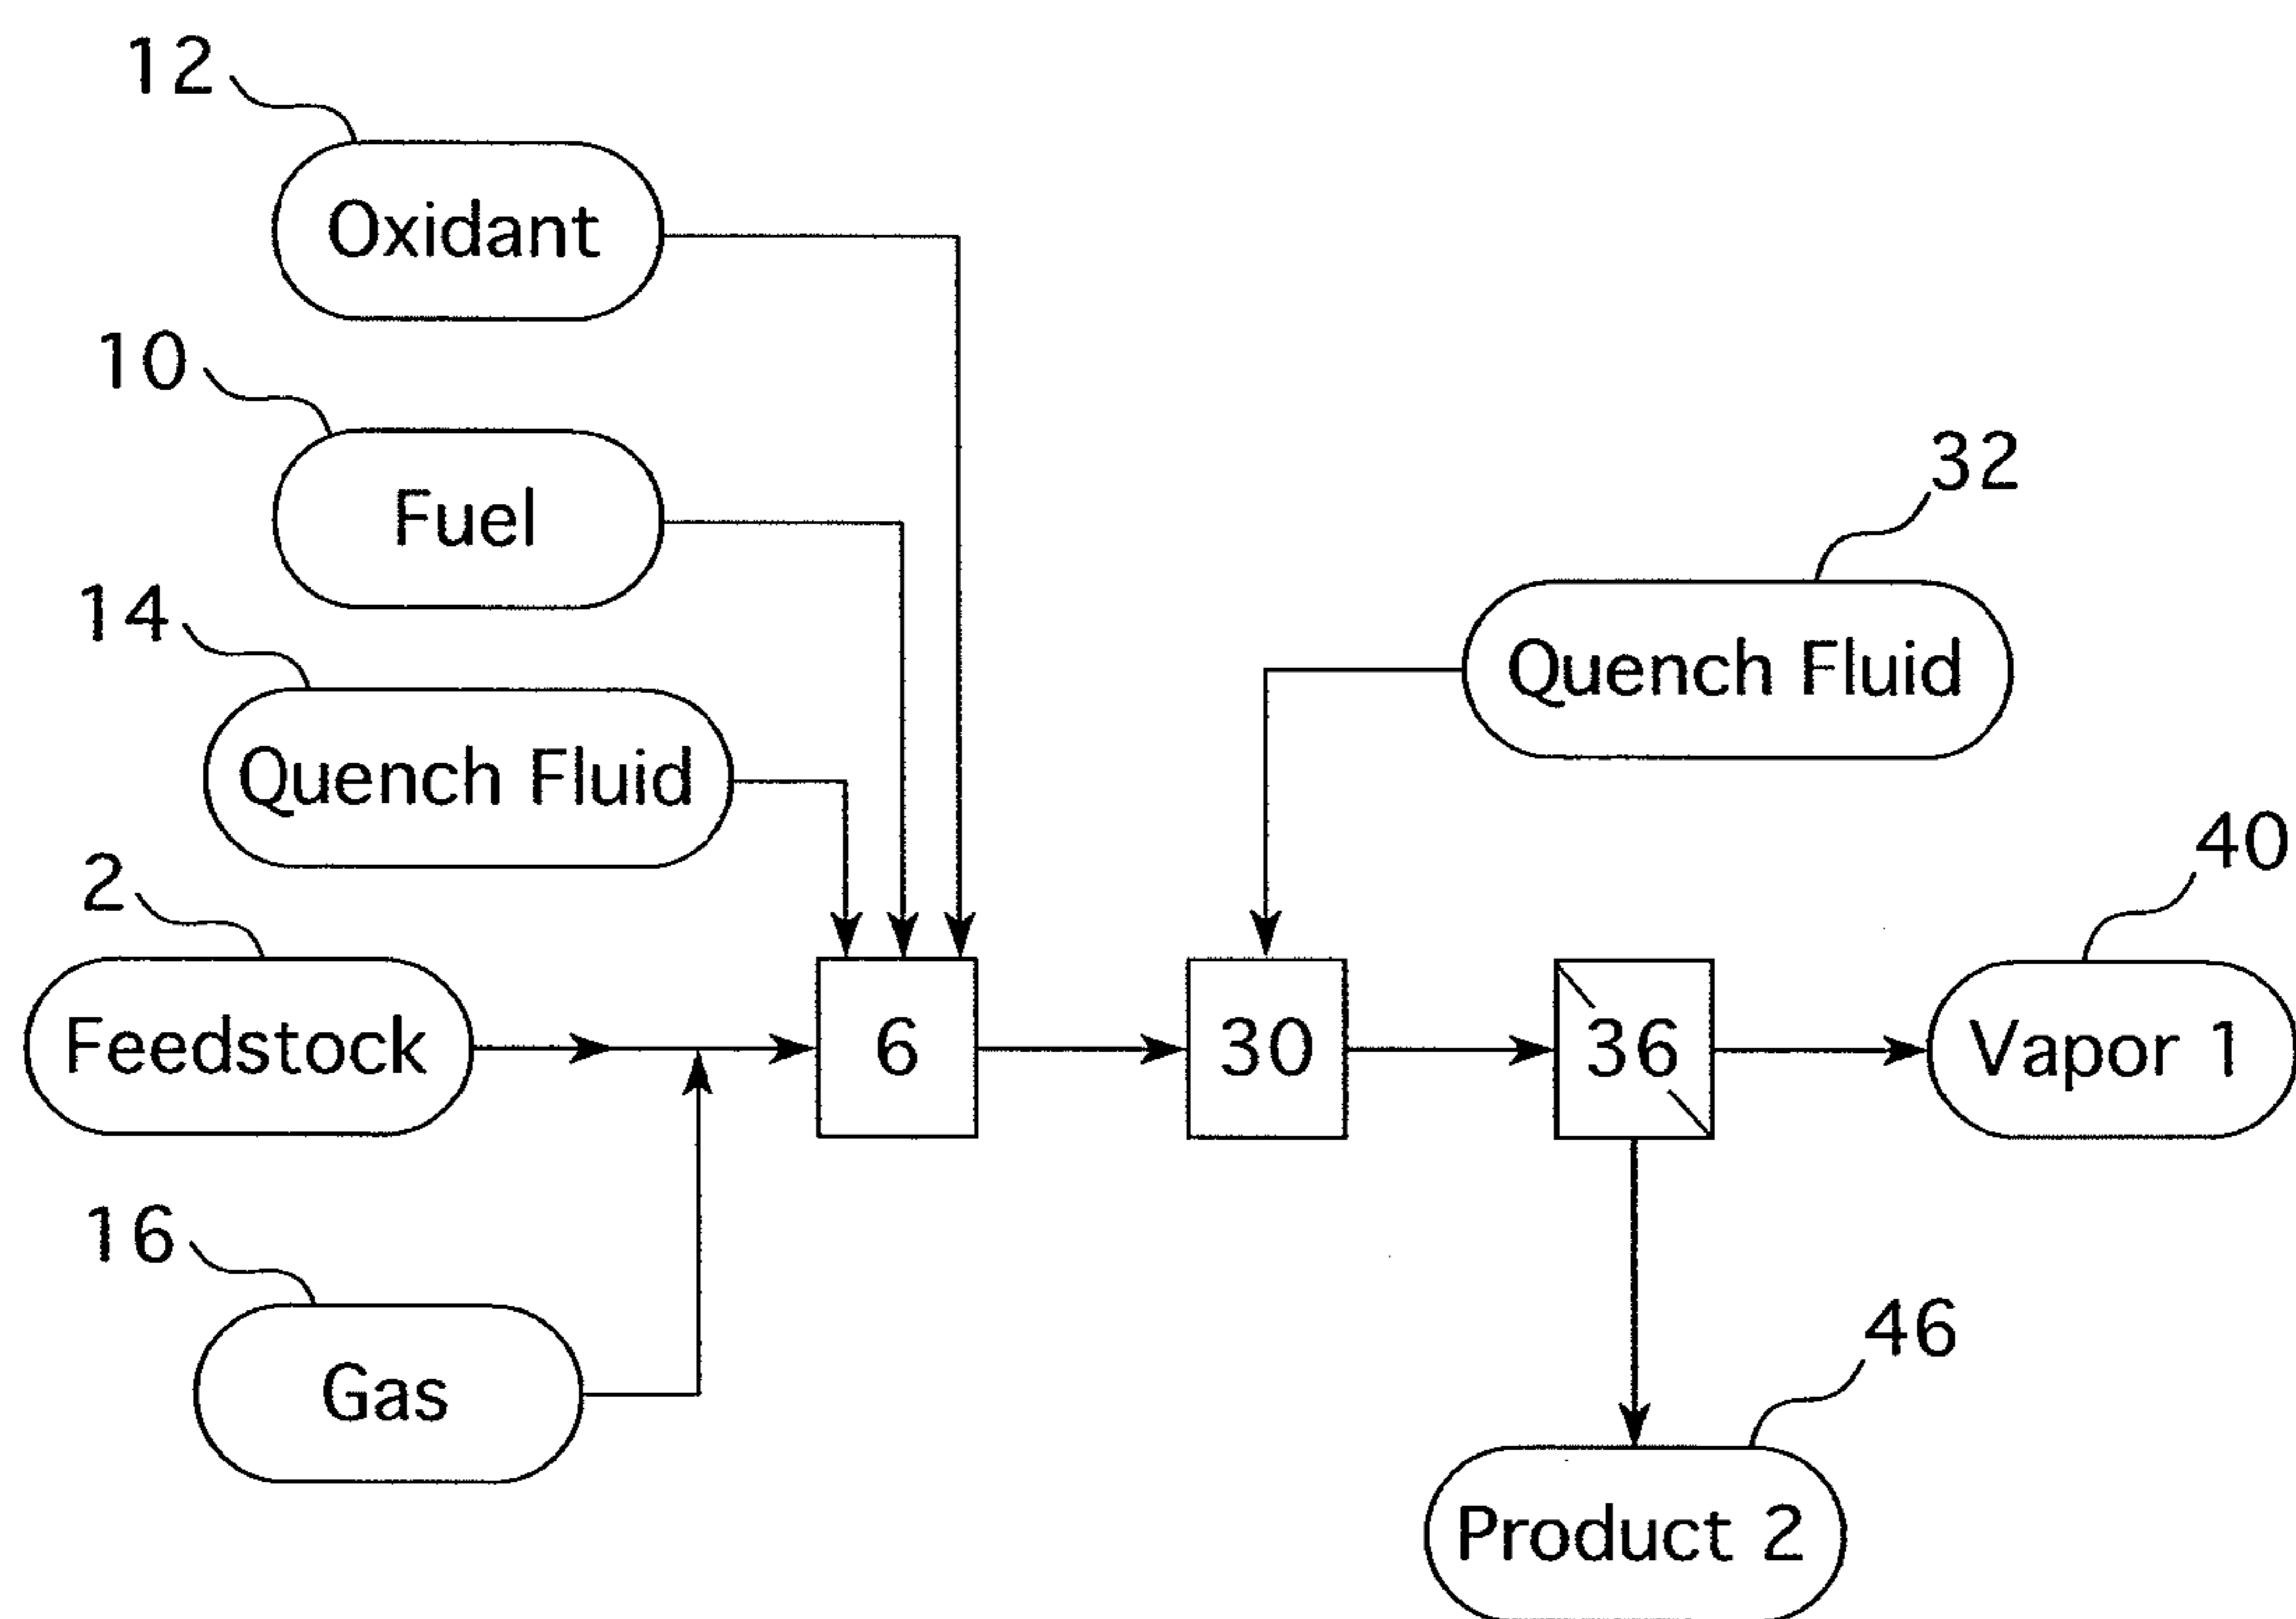 12
Oxidant
10
Fuel
32
14
Quench Fluid
Quench Fluid
40
2
Feedstock
6
30
36
Vapor 1
16
Gas
46
Product 2